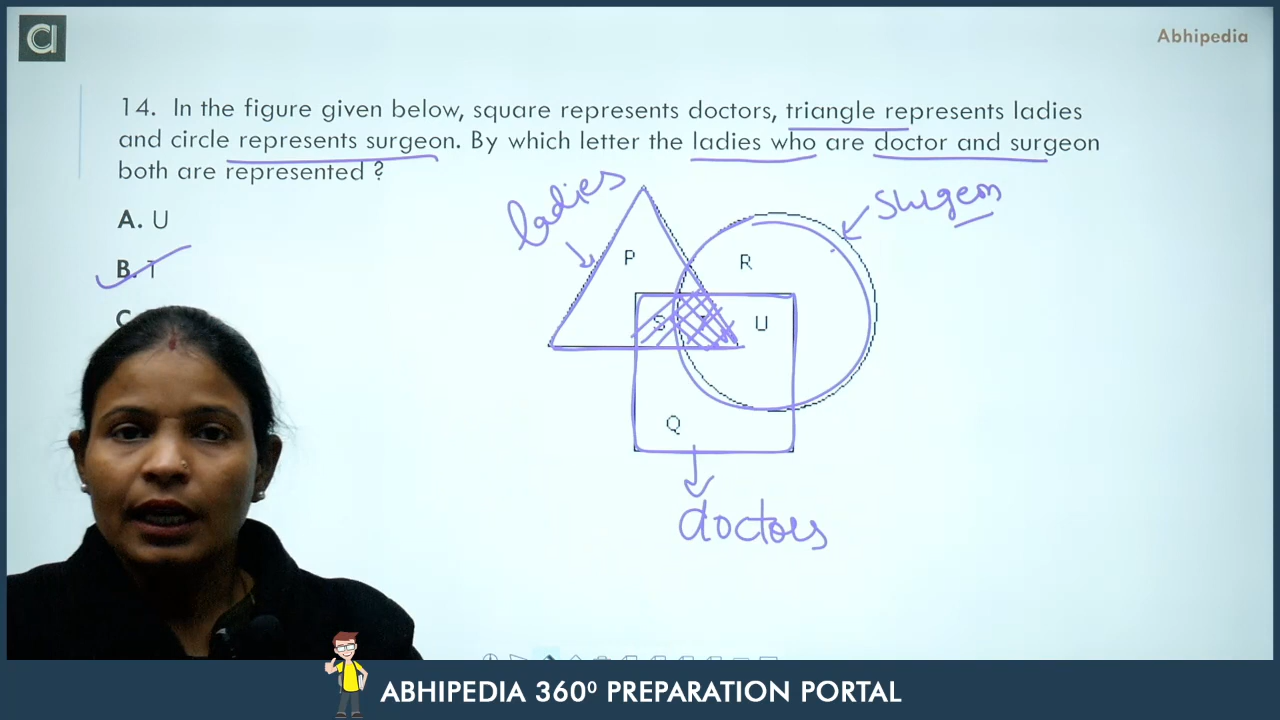 Abhipedia
14. In the figure given below, square represents doctors, triangle represents ladies
and circle represents surgeon. By which letter the ladies who are doctor and surgeon
both are represented ?
A. U
B. T
C.
ladies
surgeon
P
R
S
U
Q
doctors
ABHIPEDIA 360⁰ PREPARATION PORTAL